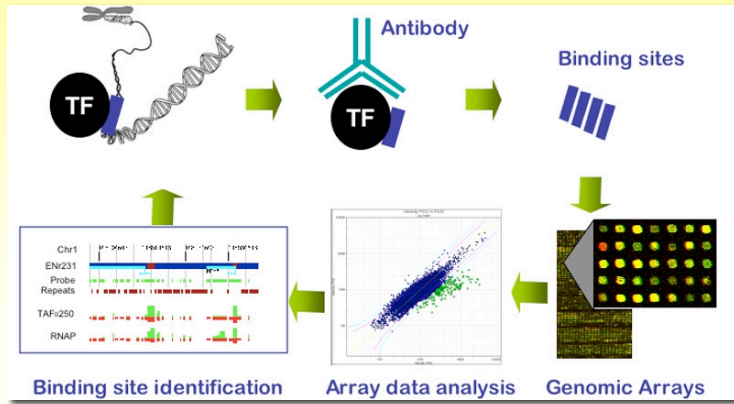 Antibody
Binding sites
TF
TF
Chr1
ENr231
Probe
Repeats
TAFII250
RNAP
Binding site identification
Array data analysis
Genomic Arrays